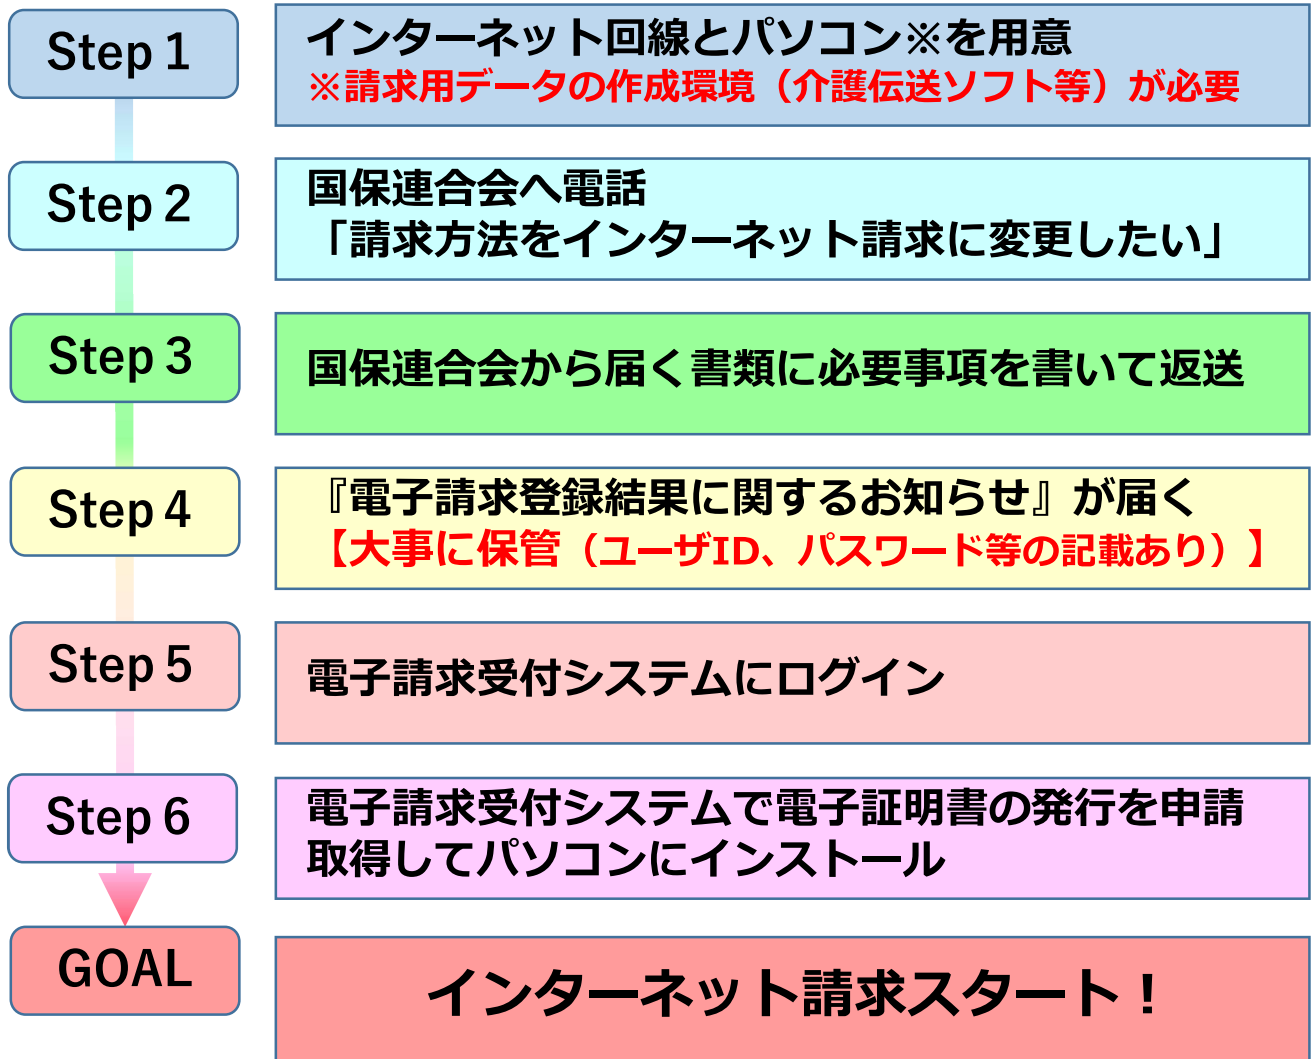 Step 1
インターネット回線とパソコン※を用意
※請求用データの作成環境（介護伝送ソフト等）が必要
Step 2
国保連合会へ電話
「請求方法をインターネット請求に変更したい」
Step 3
国保連合会から届く書類に必要事項を書いて返送
Step 4
『電子請求登録結果に関するお知らせ』が届く
【大事に保管（ユーザID、パスワード等の記載あり）】
Step 5
電子請求受付システムにログイン
Step 6
電子請求受付システムで電子証明書の発行を申請
取得してパソコンにインストール
GOAL
インターネット請求スタート！